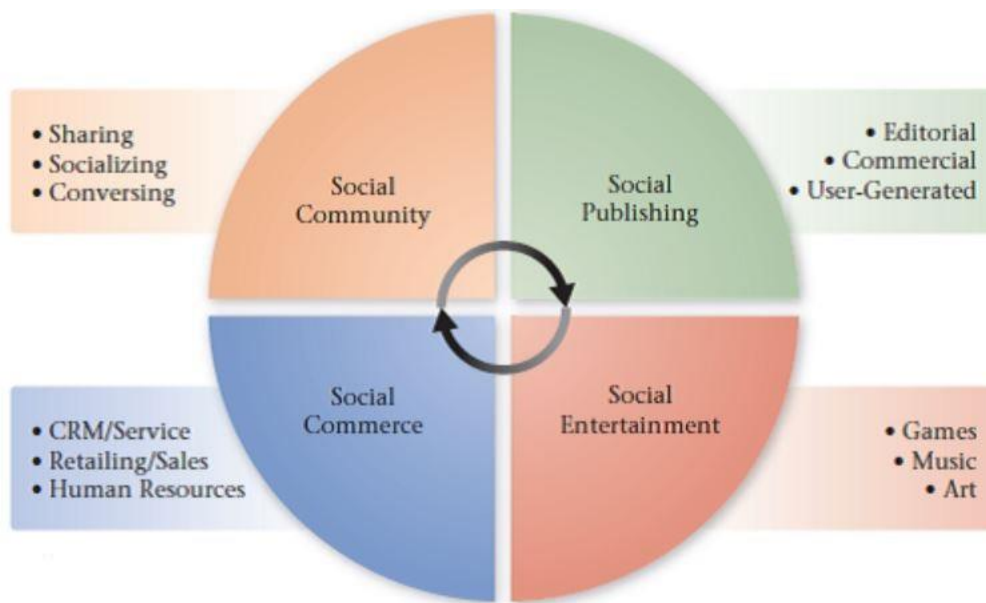 • Sharing
• Socializing
• Conversing
Social
Community
Social
Publishing
• Editorial
• Commercial
• User-Generated
• CRM/Service
• Retailing/Sales
• Human Resources
Social
Commerce
Social
Entertainment
• Games
• Music
• Art